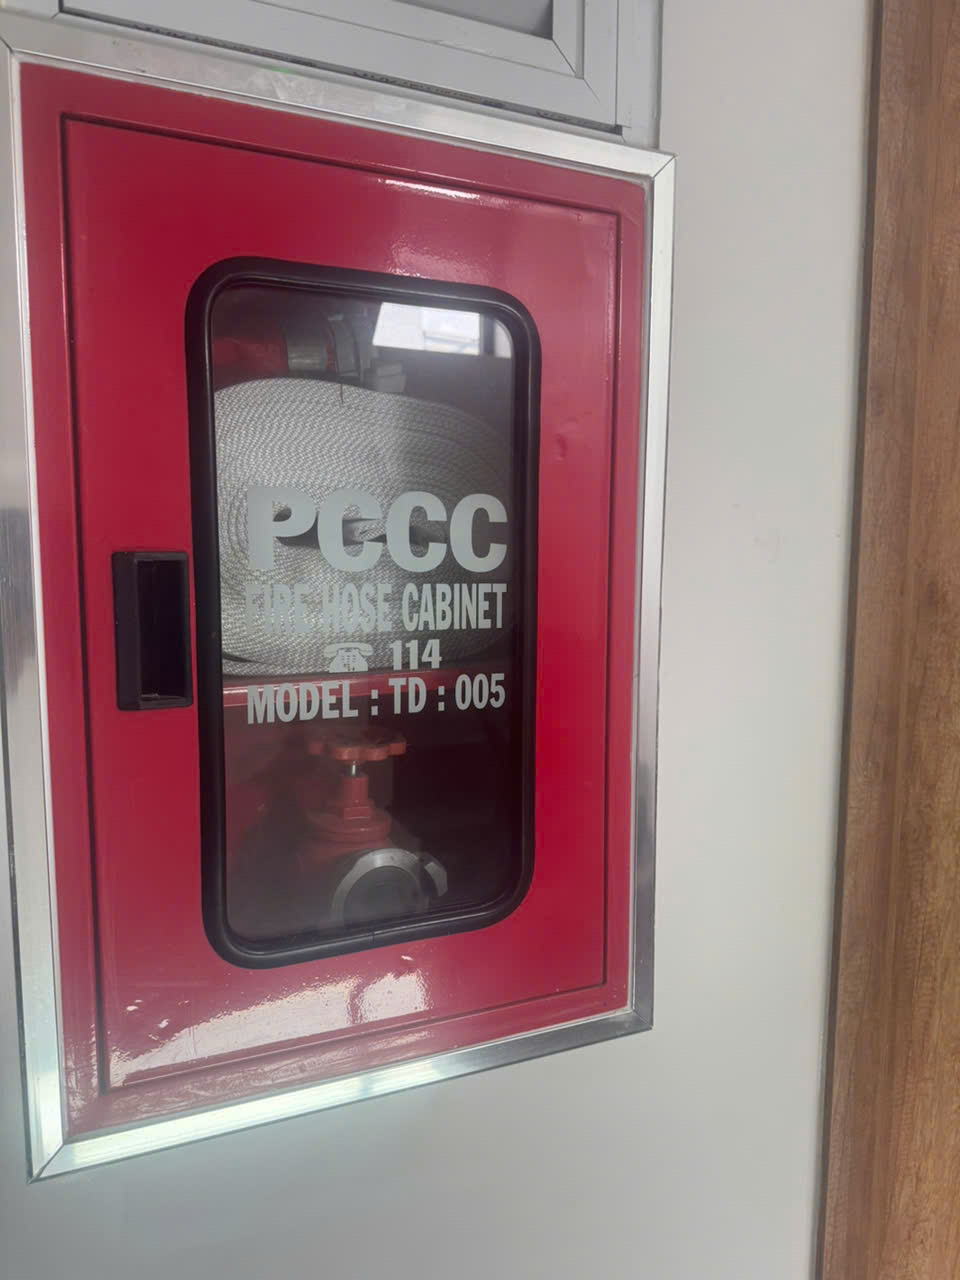 PCCC
FIRE HOSE CABINET
☎ 114
MODEL : TD : 005